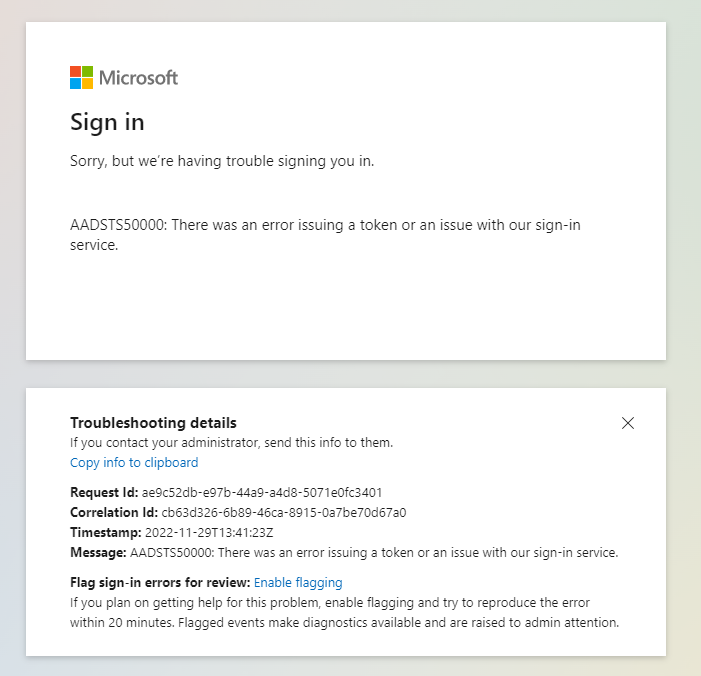 Microsoft
Sign in
Sorry, but we're having trouble signing you in.
AADSTS50000: There was an error issuing a token or an issue with our sign-in
service.
Troubleshooting details
If you contact your administrator, send this info to them.
Copy info to clipboard
Request Id: ae9c52db-e97b-44a9-a4d8-5071e0fc3401
Correlation Id: cb63d326-6b89-46ca-8915-0a7be70d67a0
Timestamp: 2022-11-29T13:41:23Z
Message: AADSTS50000: There was an error issuing a token or an issue with our sign-in service.
Flag sign-in errors for review: Enable flagging
If you plan on getting help for this problem, enable flagging and try to reproduce the error
within 20 minutes. Flagged events make diagnostics available and are raised to admin attention.